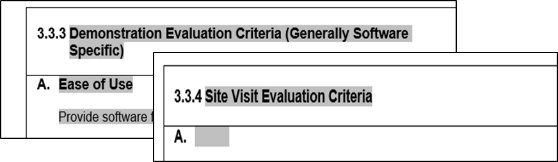 3.3.3 Demonstration Evaluation Criteria (Generally Software
Specific)
A. Ease of Use
Provide software
3.3.4 Site Visit Evaluation Criteria
A.